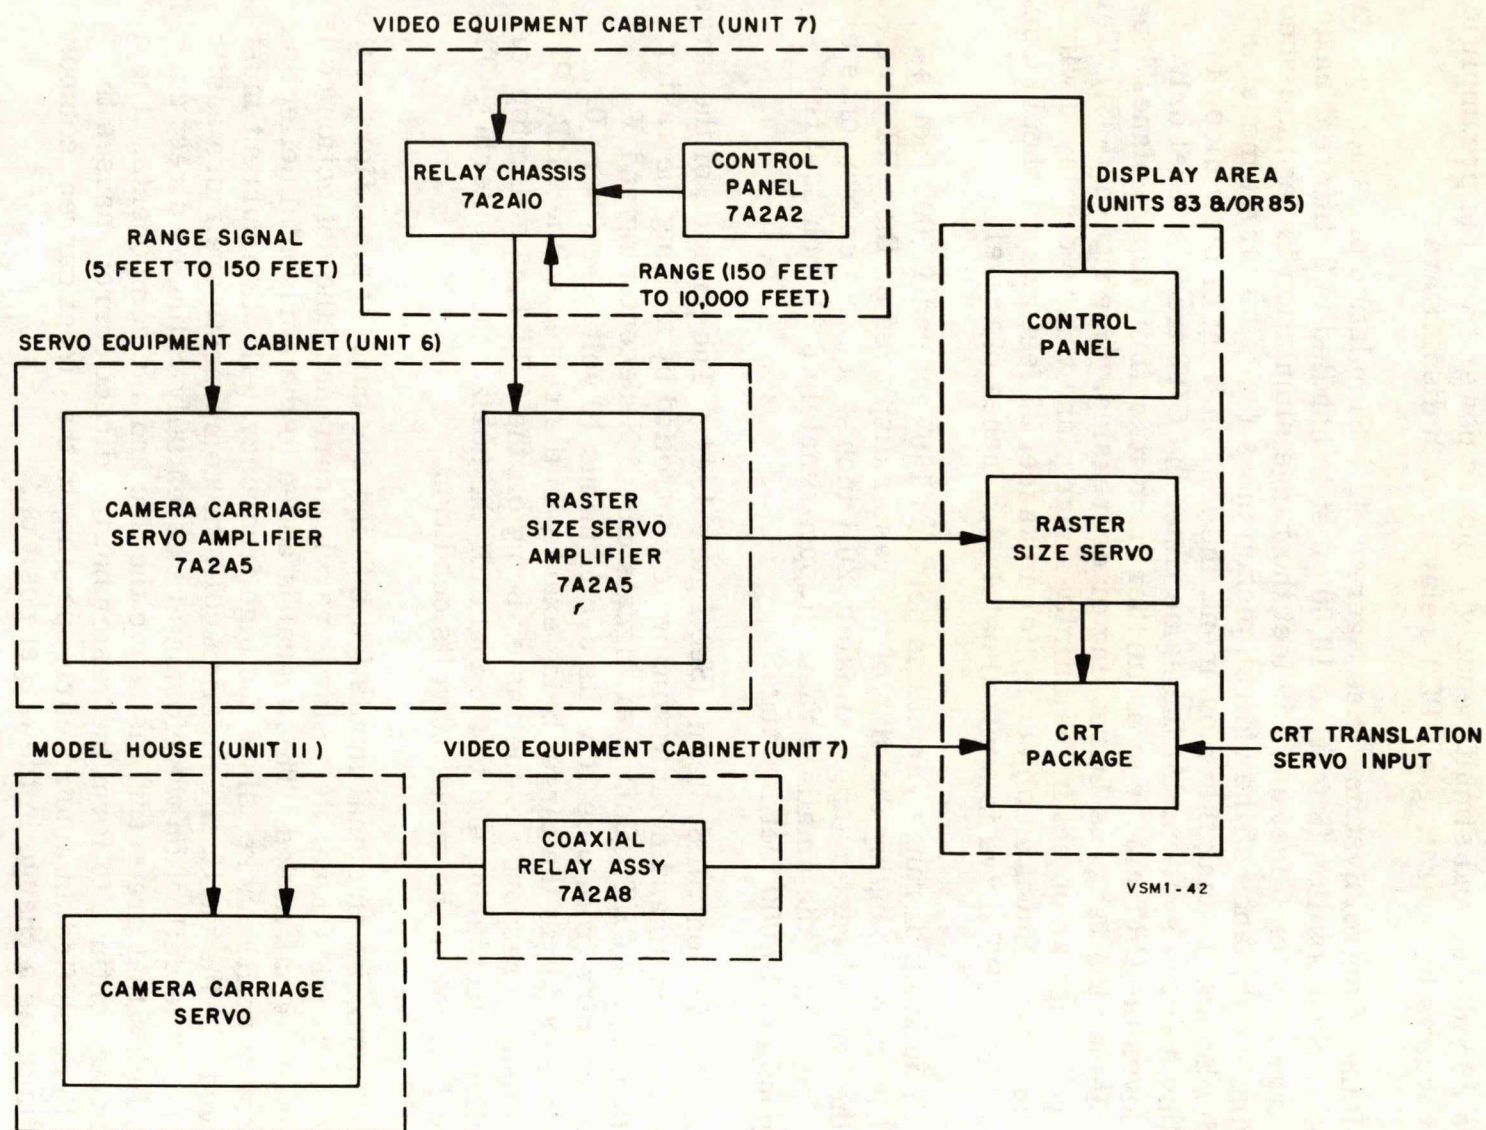 VIDEO EQUIPMENT CABINET (UNIT 7)
RELAY CHASSIS
7A2A10
CONTROL
PANEL
7A2A2
RANGE (150 FEET
TO 10,000 FEET)
DISPLAY AREA
(UNITS 83 &/OR 85)
RANGE SIGNAL
(5 FEET TO 150 FEET)
SERVO EQUIPMENT CABINET (UNIT 6)
CAMERA CARRIAGE
SERVO AMPLIFIER
7A2A5
RASTER
SIZE SERVO
AMPLIFIER
7A2A5
r
CONTROL
PANEL
RASTER
SIZE SERVO
CRT
PACKAGE
CRT TRANSLATION
SERVO INPUT
MODEL HOUSE (UNIT 11)
VIDEO EQUIPMENT CABINET (UNIT 7)
COAXIAL
RELAY ASSY
7A2A8
CAMERA CARRIAGE
SERVO
VSM1-42